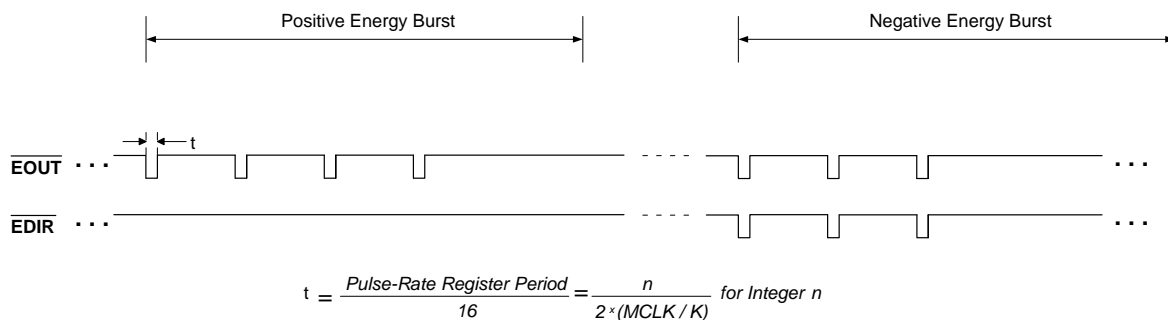 Positive Energy Burst
Negative Energy Burst
t
EOUT
. . .
. . .
EDIR
. . .
. . .
t = Pulse-Rate Register Period / 16 = n / 2 x (MCLK / K) for Integer n